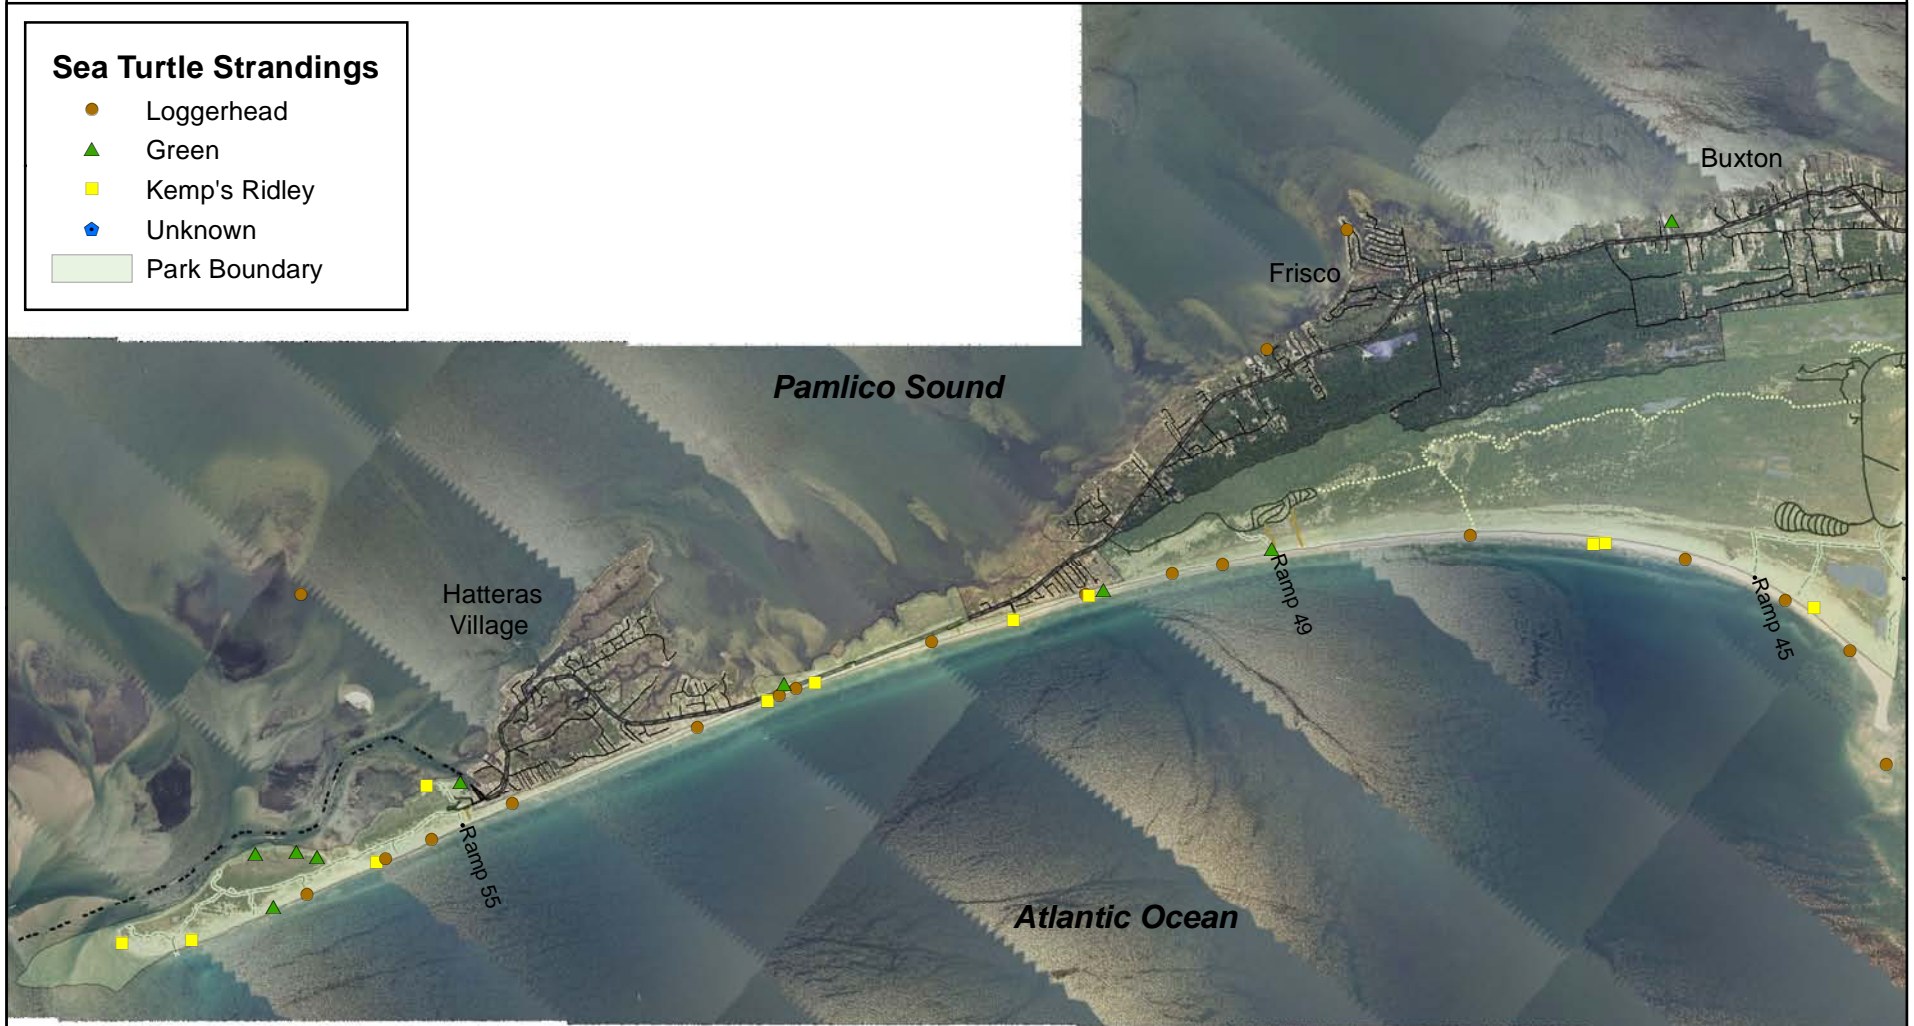 Sea Turtle Strandings
Loggerhead
Green
Kemp's Ridley
Unknown
Park Boundary
Buxton
Frisco
Pamlico Sound
Hatteras
Village
Ramp 49
Ramp 45
Ramp 55
Atlantic Ocean